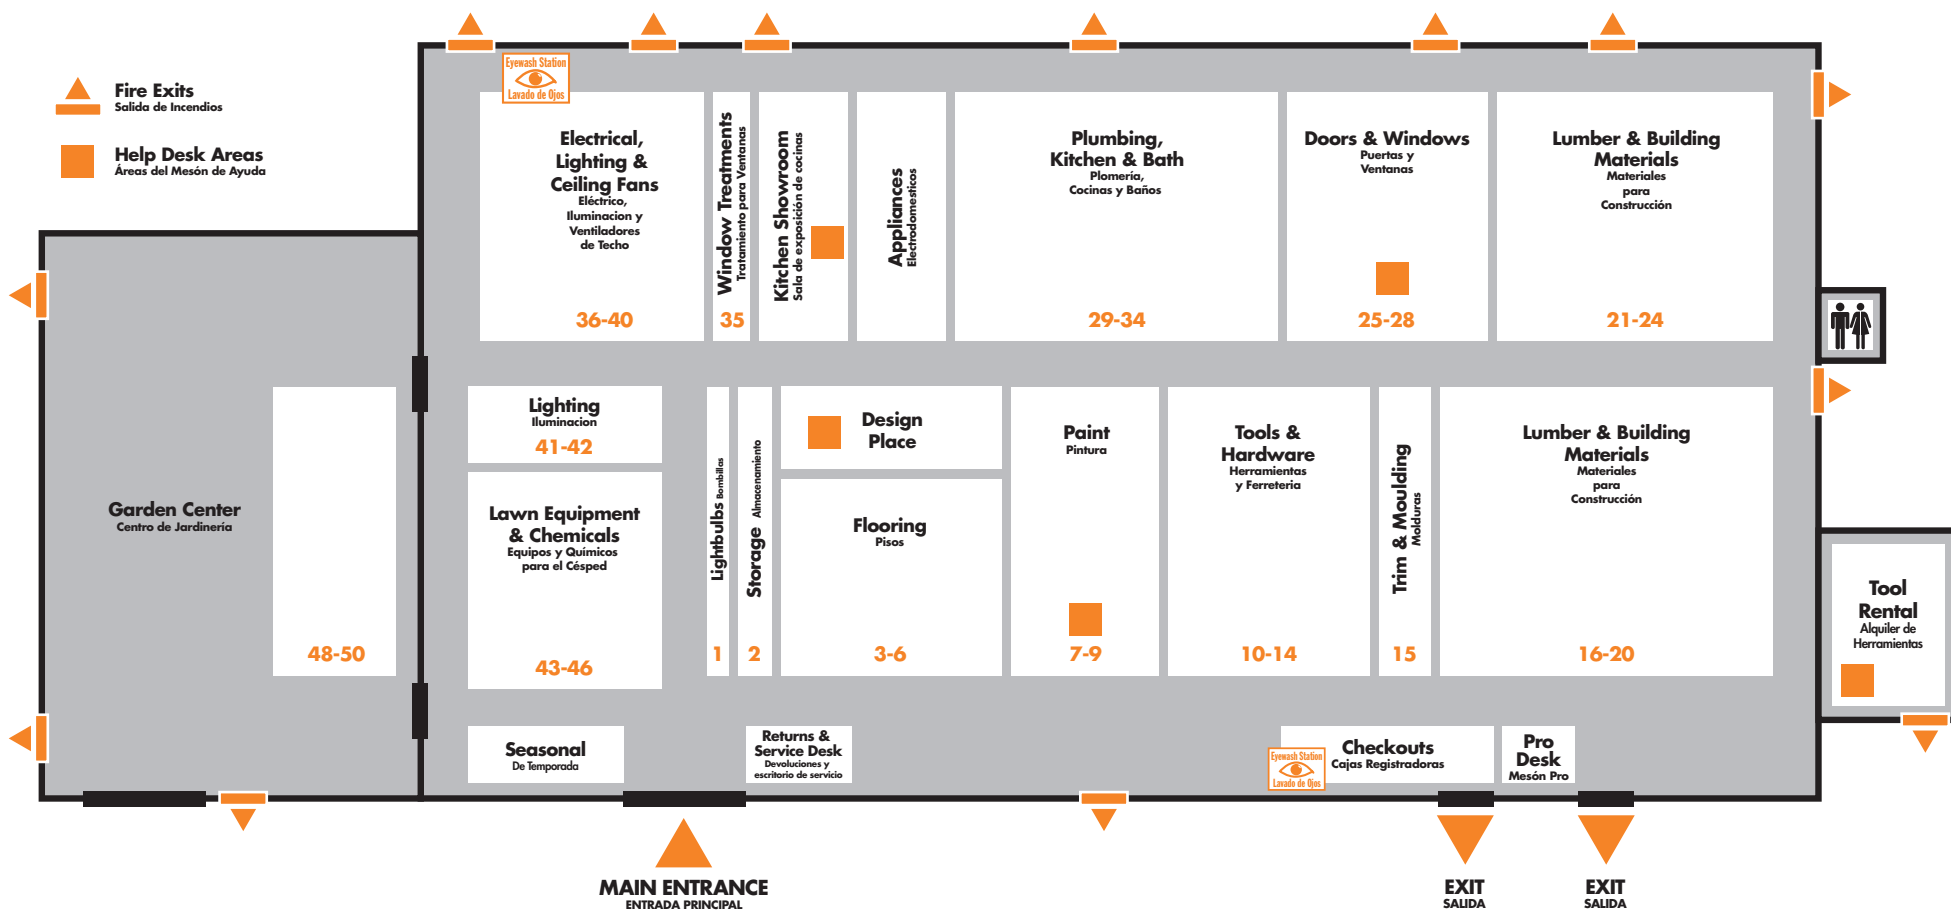 Fire Exits
Salida de Incendios
Help Desk Areas
Áreas del Mesón de Ayuda
Eyewash Station
Lavado de Ojos
Electrical,
Lighting &
Ceiling Fans
Eléctrico,
Iluminacion y
Ventiladores
de Techo
36-40
Window Treatments
Tratamiento para Ventanas
35
Kitchen Showroom
Sala de exposición de cocinas
Appliances
Electrodomesticos
Plumbing,
Kitchen & Bath
Plomería,
Cocinas y Baños
29-34
Doors & Windows
Puertas y
Ventanas
25-28
Lumber & Building
Materials
Materiales
para
Construcción
21-24
Garden Center
Centro de Jardinería
48-50
Lighting
Iluminacion
41-42
Lawn Equipment
& Chemicals
Equipos y Químicos
para el Césped
43-46
Lightbulbs Bombillas
1
Storage Almacenamiento
2
Design
Place
Flooring
Pisos
3-6
Paint
Pintura
7-9
Tools &
Hardware
Herramientas
y Ferreteria
10-14
Trim & Moulding
Molduras
15
Lumber & Building
Materials
Materiales
para
Construcción
16-20
Tool
Rental
Alquiler de
Herramientas
Seasonal
De Temporada
Returns &
Service Desk
Devoluciones y
escritorio de servicio
Eyewash Station
Lavado de Ojos
Checkouts
Cajas Registradoras
Pro
Desk
Mesón Pro
MAIN ENTRANCE
ENTRADA PRINCIPAL
EXIT
SALIDA
EXIT
SALIDA